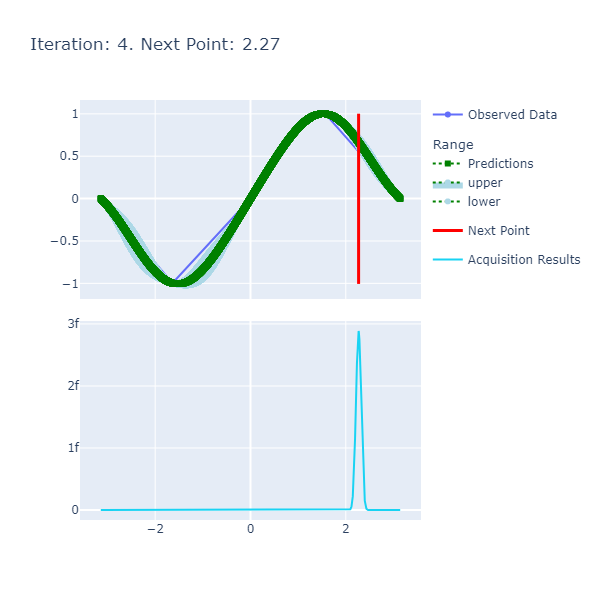 Iteration: 4. Next Point: 2.27
1
0.5
0
−0.5
−1
Observed Data
Range
Predictions
upper
lower
Next Point
Acquisition Results
3f
2f
1f
0
−2
0
2